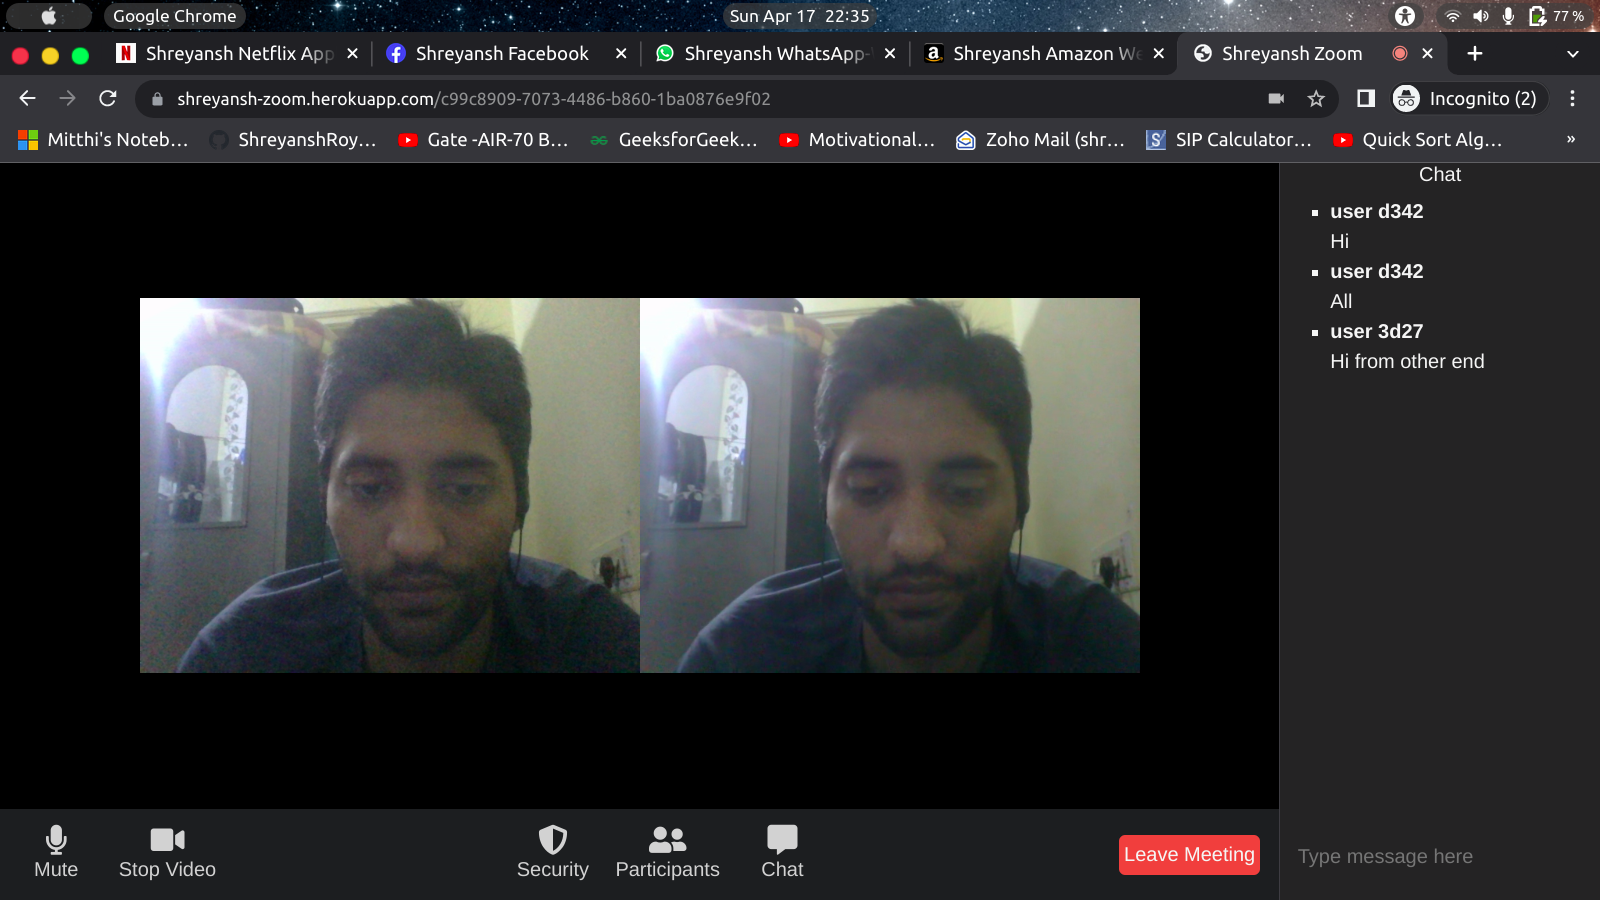 Google Chrome
Sun Apr 17 22:35
77 %
Shreyansh Netflix App
Shreyansh Facebook
Shreyansh WhatsApp-
Shreyansh Amazon We
Shreyansh Zoom
shreyansh-zoom.herokuapp.com/c99c8909-7073-4486-b860-1ba0876e9f02
Incognito (2)
Mitthi's Noteb...
ShreyanshRoy...
Gate -AIR-70 B...
GeeksforGeek...
Motivational...
Zoho Mail (shr...
SIP Calculator...
Quick Sort Alg...
»
Chat
user d342
Hi
user d342
All
user 3d27
Hi from other end
Mute
Stop Video
Security
Participants
Chat
Leave Meeting
Type message here